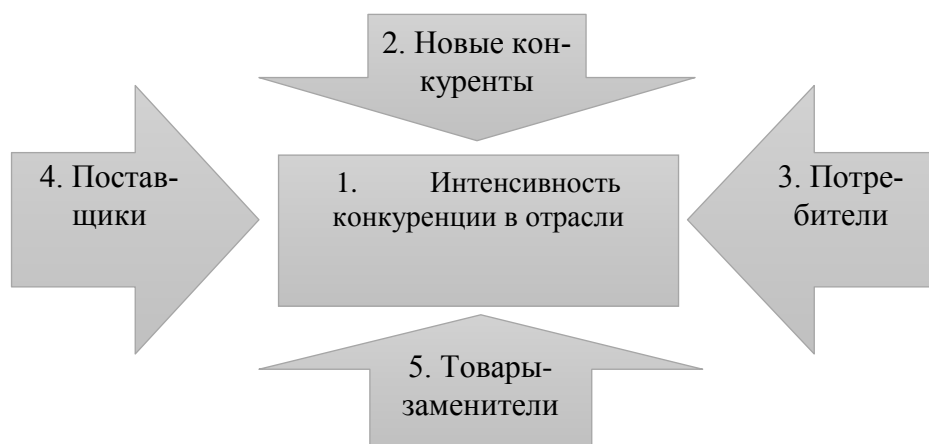 2. Новые кон-
куренты
4. Постав-
щики
1. Интенсивность
конкуренции в отрасли
3. Потре-
бители
5. Товары-
заменители